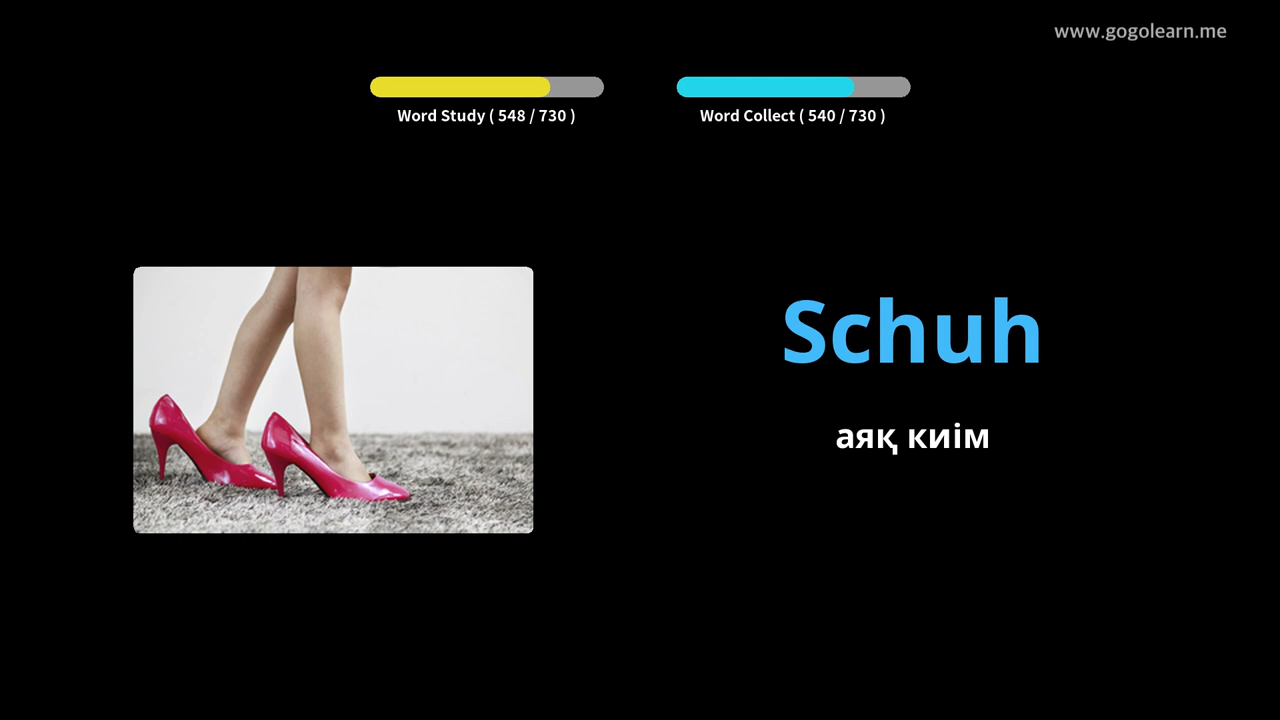 www.gogolearn.me
Word Study ( 548 / 730 )
Word Collect ( 540 / 730 )
Schuh
аяқ киім